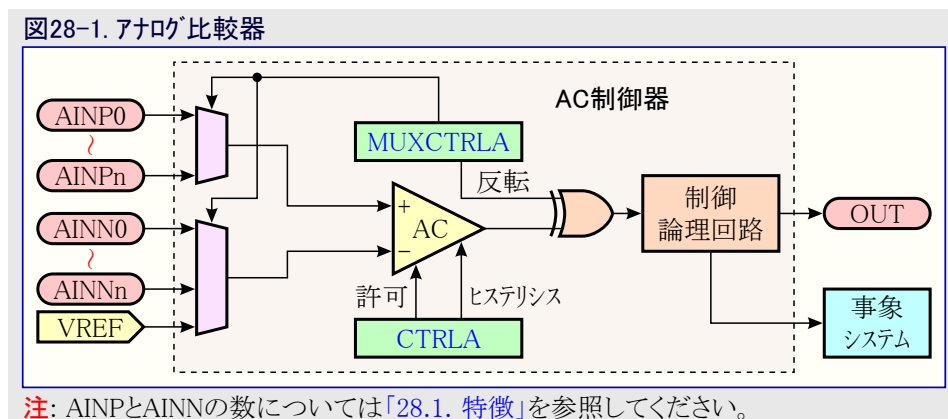 図28-1. アナログ比較器
AC制御器
AINP0
～
AINPn
AINN0
～
AINNn
VREF
MUXCTRLA
反転
+
AC
−
許可
ヒステリシス
CTRLA
制御
論理回路
OUT
事象
システム
注: AINPとAINNの数については「28.1. 特徴」を参照してください。